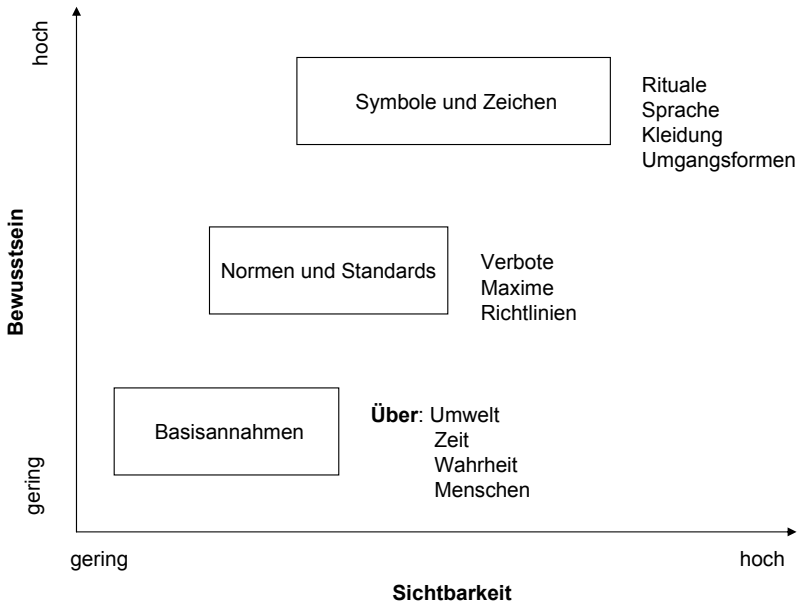 hoch
Symbole und Zeichen
Rituale
Sprache
Kleidung
Umgangsformen
Bewusstsein
Normen und Standards
Verbote
Maxime
Richtlinien
Basisannahmen
Über: Umwelt
Zeit
Wahrheit
Menschen
gering
gering
hoch
Sichtbarkeit